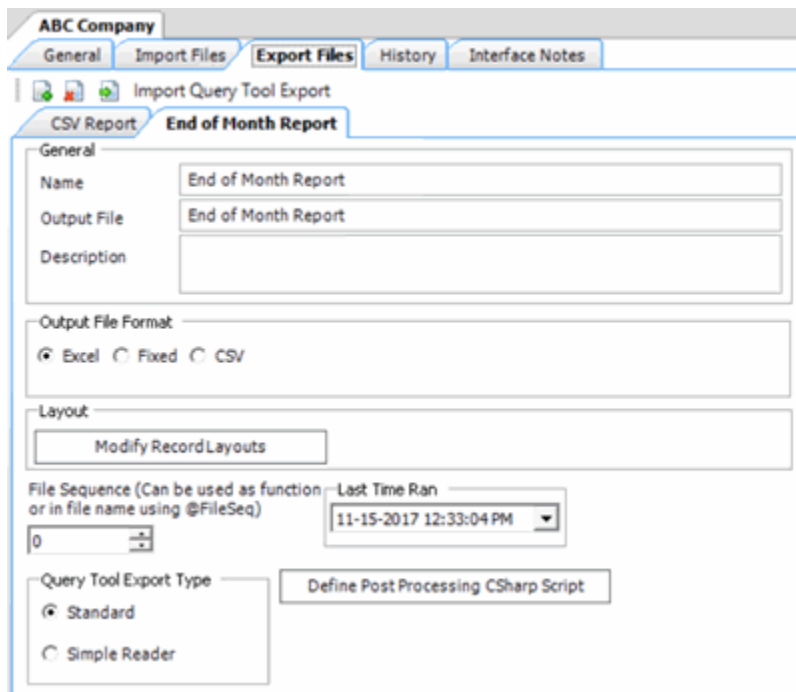 ABC Company
General Import Files Export Files History Interface Notes
Import Query Tool Export
CSV Report End of Month Report
General
Name End of Month Report
Output File End of Month Report
Description
Output File Format
Excel Fixed CSV
Layout
Modify Record Layouts
File Sequence (Can be used as function
or in file name using @FileSeq)
0
Last Time Ran
11-15-2017 12:33:04 PM
Query Tool Export Type
Standard
Simple Reader
Define Post Processing CSharp Script